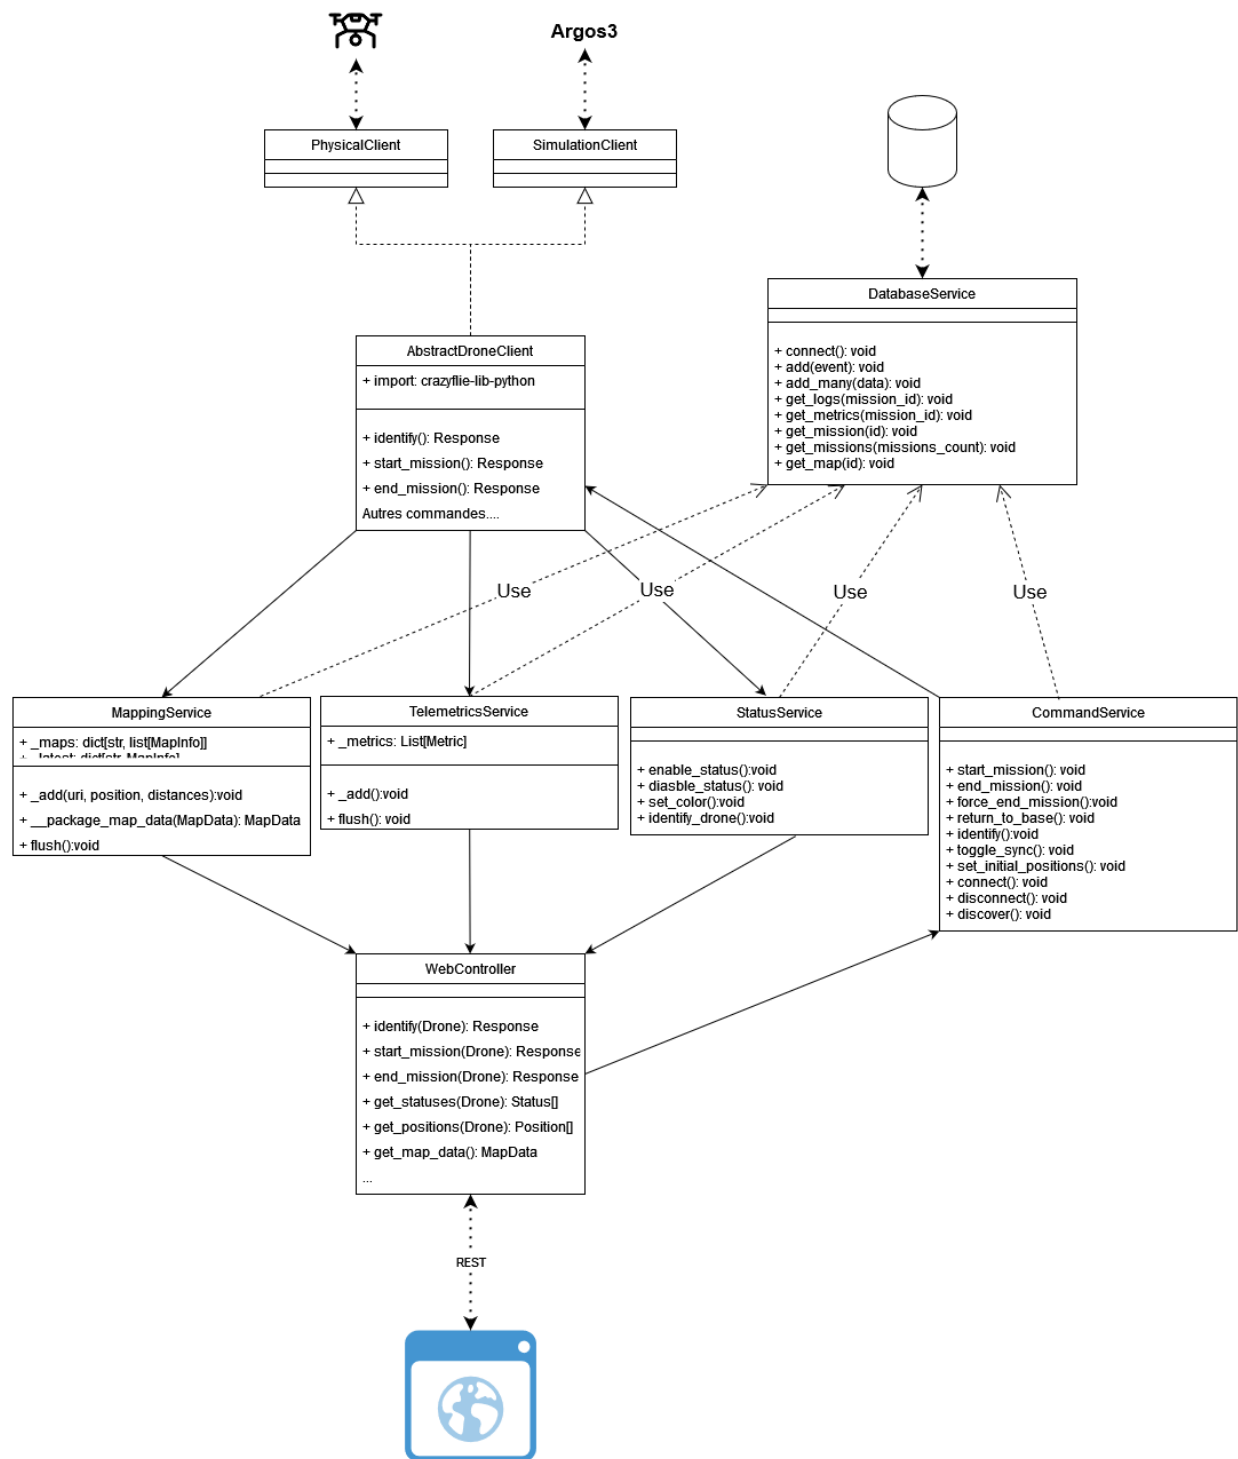 Argos3
PhysicalClient
SimulationClient
DatabaseService
+ connect(): void
+ add(event): void
+ add_many(data): void
+ get_logs(mission_id): void
+ get_metrics(mission_id): void
+ get_mission(id): void
+ get_missions(missions_count): void
+ get_map(id): void
AbstractDroneClient
+ import: crazyflie-lib-python
+ identify(): Response
+ start_mission(): Response
+ end_mission(): Response
Autres commandes....
Use
Use
Use
Use
MappingService
+ _maps: dict[str, list[MapInfo]]
+ _latest: dict[str, MapInfo]
+ _add(uri, position, distances):void
+ __package_map_data(MapData): MapData
+ flush():void
TelemetricsService
+ _metrics: List[Metric]
+ _add():void
+ flush(): void
StatusService
+ enable_status():void
+ diasble_status(): void
+ set_color():void
+ identify_drone():void
CommandService
+ start_mission(): void
+ end_mission(): void
+ force_end_mission():void
+ return_to_base(): void
+ identify():void
+ toggle_sync(): void
+ set_initial_positions(): void
+ connect(): void
+ disconnect(): void
+ discover(): void
WebController
+ identify(Drone): Response
+ start_mission(Drone): Response
+ end_mission(Drone): Response
+ get_statuses(Drone): Status[]
+ get_positions(Drone): Position[]
+ get_map_data(): MapData
...
REST